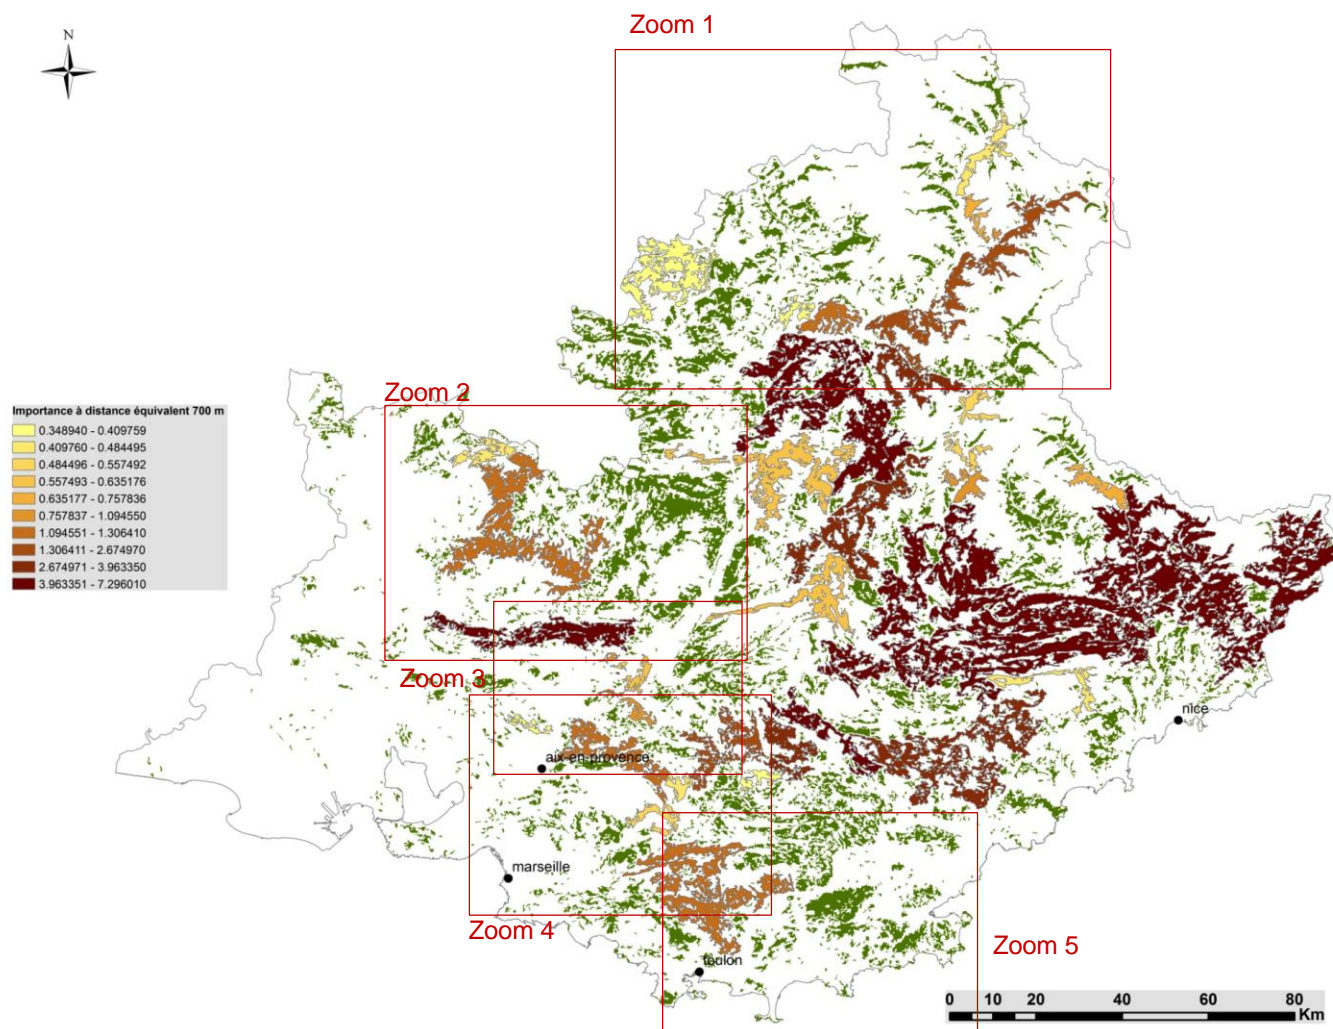 Zoom 1
N
Zoom 2
Importance à distance équivalent 700 m
0.348940 - 0.409759
0.409760 - 0.484495
0.484496 - 0.557492
0.557493 - 0.635176
0.635177 - 0.757836
0.757837 - 1.094550
1.094551 - 1.306410
1.306411 - 2.674970
2.674971 - 3.963350
3.963351 - 7.296010
Zoom 3
nice
aix-en-provence
marseille
Zoom 4
Zoom 5
toulon
0 10 20 40 60 80
Km